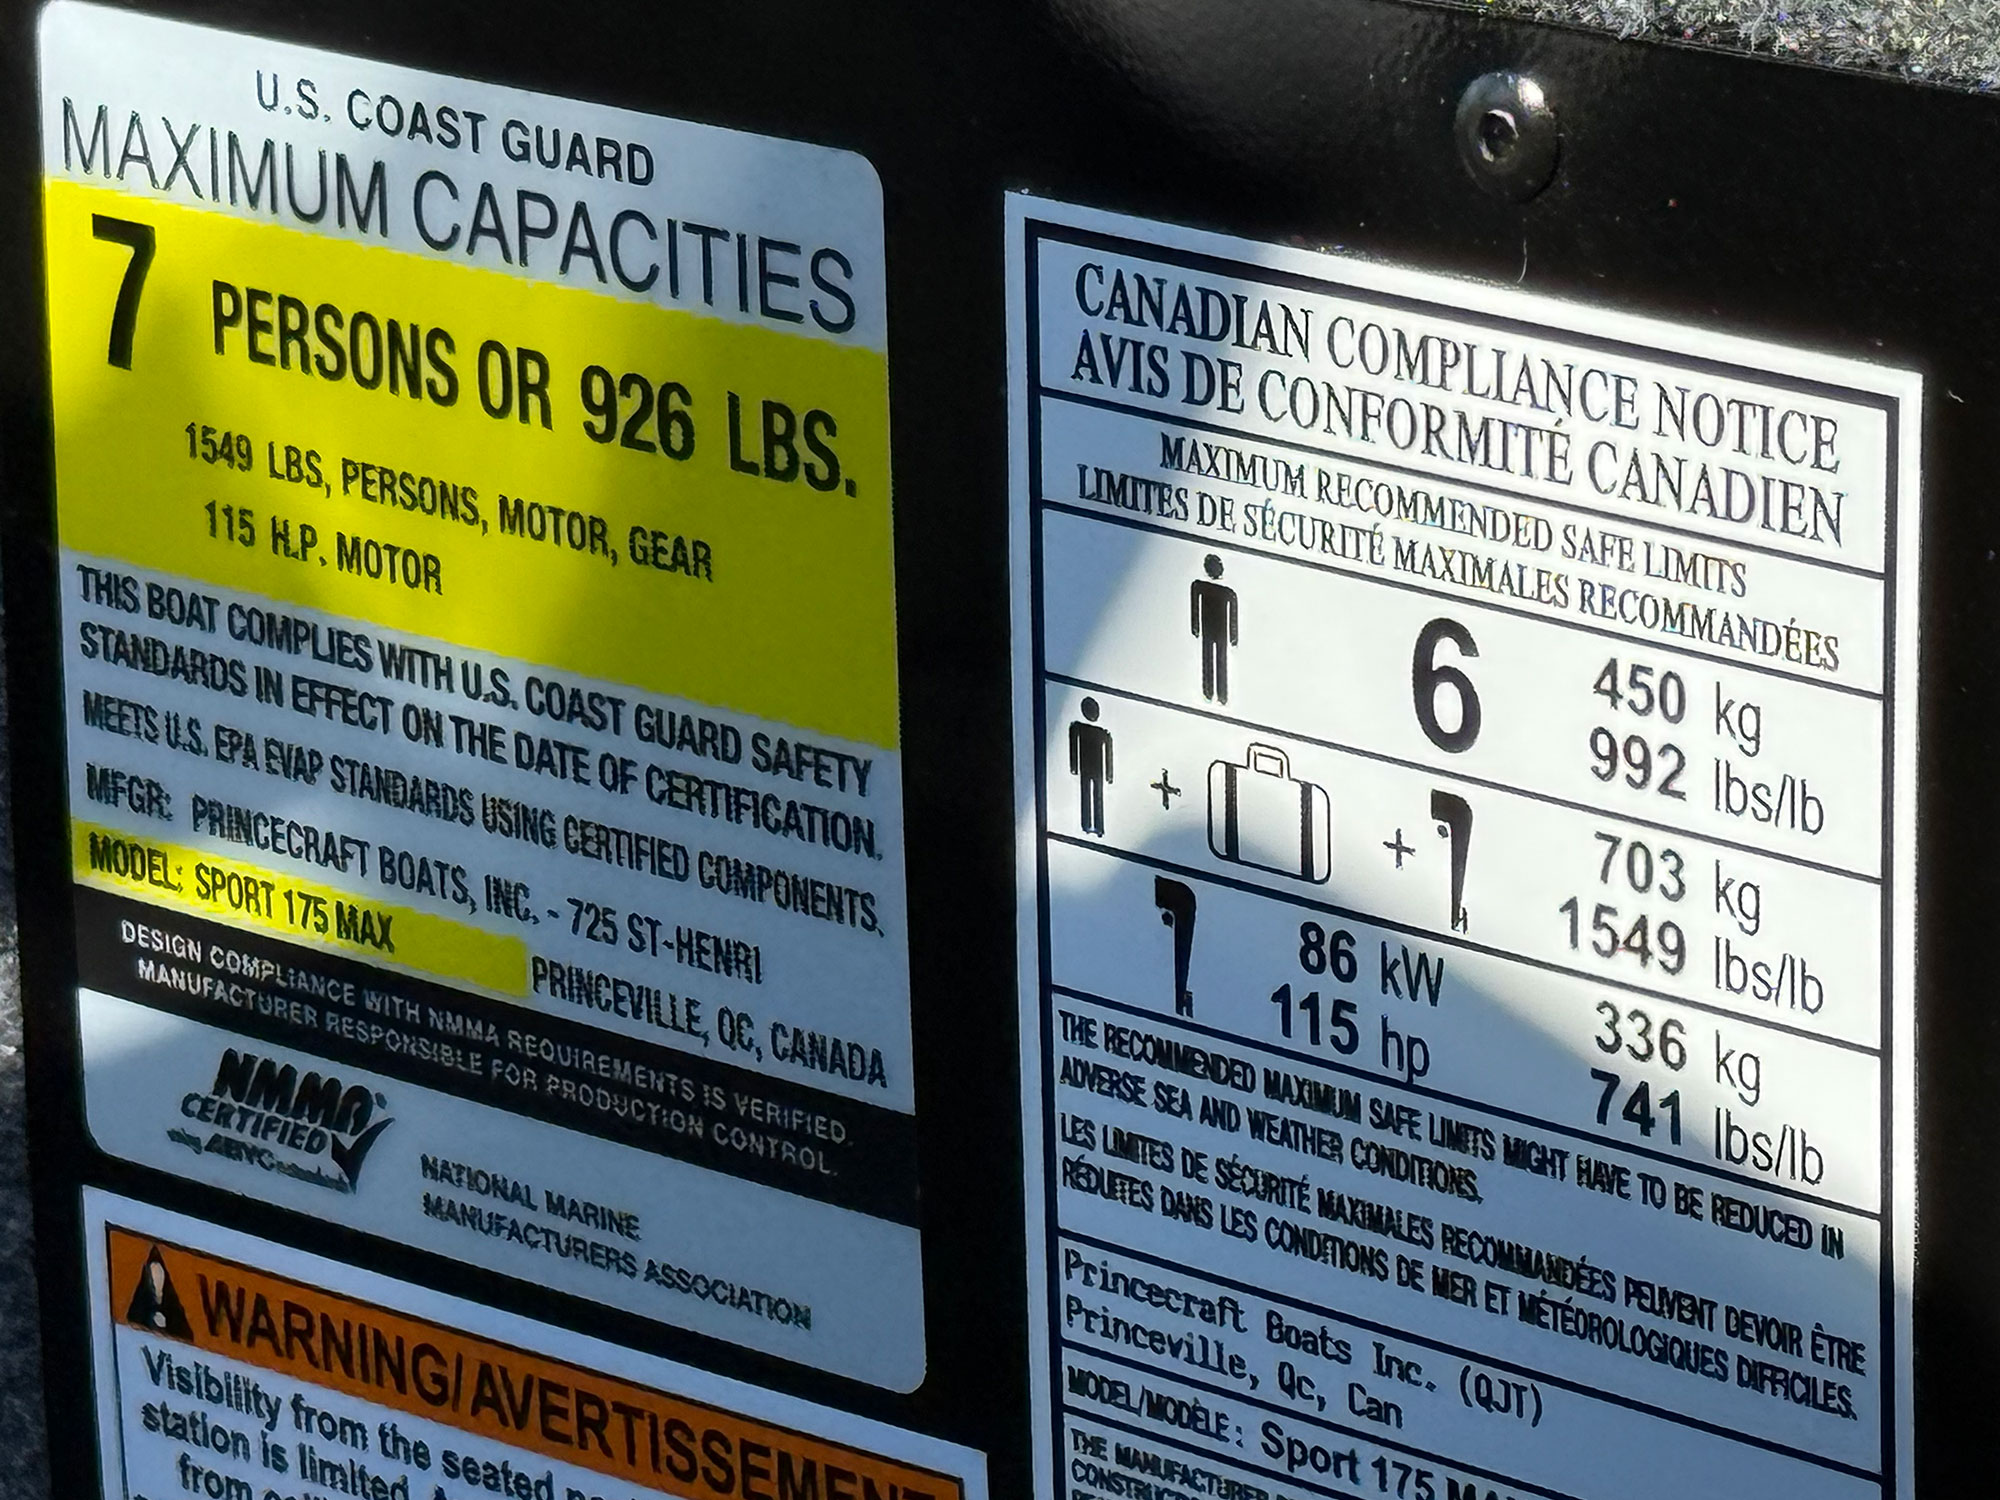 U.S. COAST GUARD
MAXIMUM CAPACITIES
7 PERSONS OR 926 LBS.
1549 LBS, PERSONS, MOTOR, GEAR
115 H.P. MOTOR
THIS BOAT COMPLIES WITH U.S. COAST GUARD SAFETY
STANDARDS IN EFFECT ON THE DATE OF CERTIFICATION.
MEETS U.S. EPA EVAP STANDARDS USING CERTIFIED COMPONENTS.
MFGR: PRINCECRAFT BOATS, INC. - 725 ST-HENRI
MODEL: SPORT 175 MAX PRINCEVILLE, QC, CANADA
DESIGN COMPLIANCE WITH NMMA REQUIREMENTS IS VERIFIED.
MANUFACTURER RESPONSIBLE FOR PRODUCTION CONTROL.
NMMA
CERTIFIED
NATIONAL MARINE
MANUFACTURERS ASSOCIATION
WARNING/AVERTISSEMENT
Visibility from the seated
station is limited.
from
CANADIAN COMPLIANCE NOTICE
AVIS DE CONFORMITÉ CANADIEN
MAXIMUM RECOMMENDED SAFE LIMITS
LIMITES DE SÉCURITÉ MAXIMALES RECOMMANDÉES
6 450 kg
992 lbs/lb
+ + 703 kg
1549 lbs/lb
86 kW 336 kg
115 hp 741 lbs/lb
THE RECOMMENDED MAXIMUM SAFE LIMITS MIGHT HAVE TO BE REDUCED IN
ADVERSE SEA AND WEATHER CONDITIONS.
LES LIMITES DE SÉCURITÉ MAXIMALES RECOMMANDÉES PEUVENT DEVOIR ÊTRE
RÉDUITES DANS LES CONDITIONS DE MER ET MÉTÉOROLOGIQUES DIFFICILES.
Princecraft Boats Inc. (QJT)
Princeville, Qc, Can
MODEL/MODÈLE: Sport 175 MAX
THE MANUFACTURER